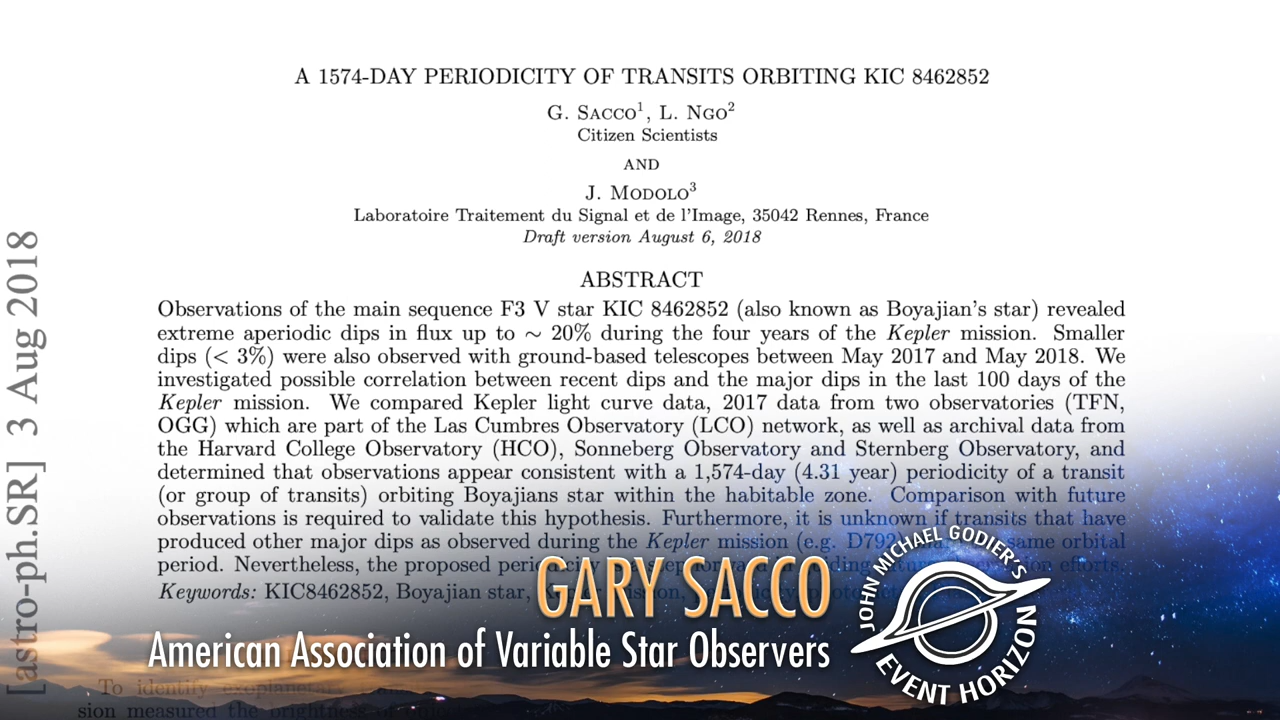 A 1574-DAY PERIODICITY OF TRANSITS ORBITING KIC 8462852
G. SACCO1, L. NGO2
Citizen Scientists
AND
J. MODOLO3
Laboratoire Traitement du Signal et de l'Image, 35042 Rennes, France
Draft version August 6, 2018
ABSTRACT
Observations of the main sequence F3 V star KIC 8462852 (also known as Boyajian's star) revealed
extreme aperiodic dips in flux up to ~ 20% during the four years of the Kepler mission. Smaller
dips (< 3%) were also observed with ground-based telescopes between May 2017 and May 2018. We
investigated possible correlation between recent dips and the major dips in the last 100 days of the
Kepler mission. We compared Kepler light curve data, 2017 data from two observatories (TFN,
OGG) which are part of the Las Cumbres Observatory (LCO) network, as well as archival data from
the Harvard College Observatory (HCO), Sonneberg Observatory and Sternberg Observatory, and
determined that observations appear consistent with a 1,574-day (4.31 year) periodicity of a transit
(or group of transits) orbiting Boyajians star within the habitable zone. Comparison with future
observations is required to validate this hypothesis. Furthermore, it is unknown if transits that have
produced other major dips as observed during the Kepler mission (e.g. D792) same orbital
period. Nevertheless, the proposed efforts.
Keywords: KIC8462852, Boyajian star,
[astro-ph.SR] 3 Aug 2018
GARY SACCO
American Association of Variable Star Observers
JOHN MICHAEL GODIER'S
EVENT HORIZON
To identify exoplanetary
sion measured the brightness